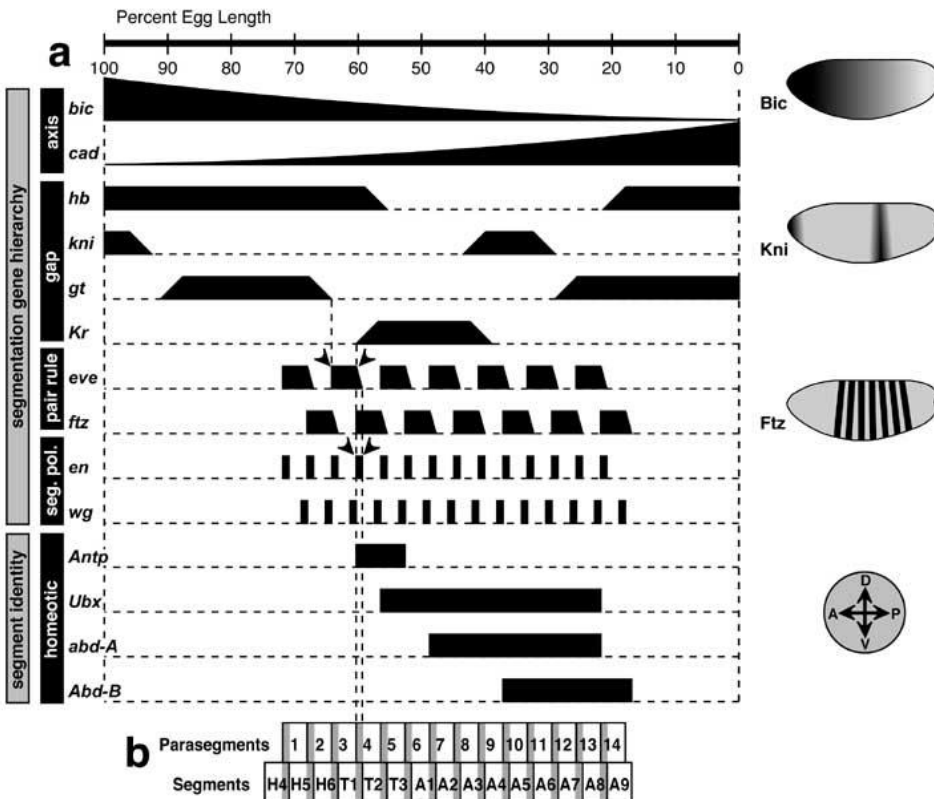 Percent Egg Length
a
100 90 80 70 60 50 40 30 20 10 0
segmentation gene hierarchy
axis
bic
cad
gap
hb
kni
gt
Kr
pair rule
eve
ftz
seg. pol.
en
wg
segment identity
homeotic
Antp
Ubx
abd-A
Abd-B
Bic
Kni
Ftz
D
A P
V
b
Parasegments 1 2 3 4 5 6 7 8 9 10 11 12 13 14
Segments H4 H5 H6 T1 T2 T3 A1 A2 A3 A4 A5 A6 A7 A8 A9